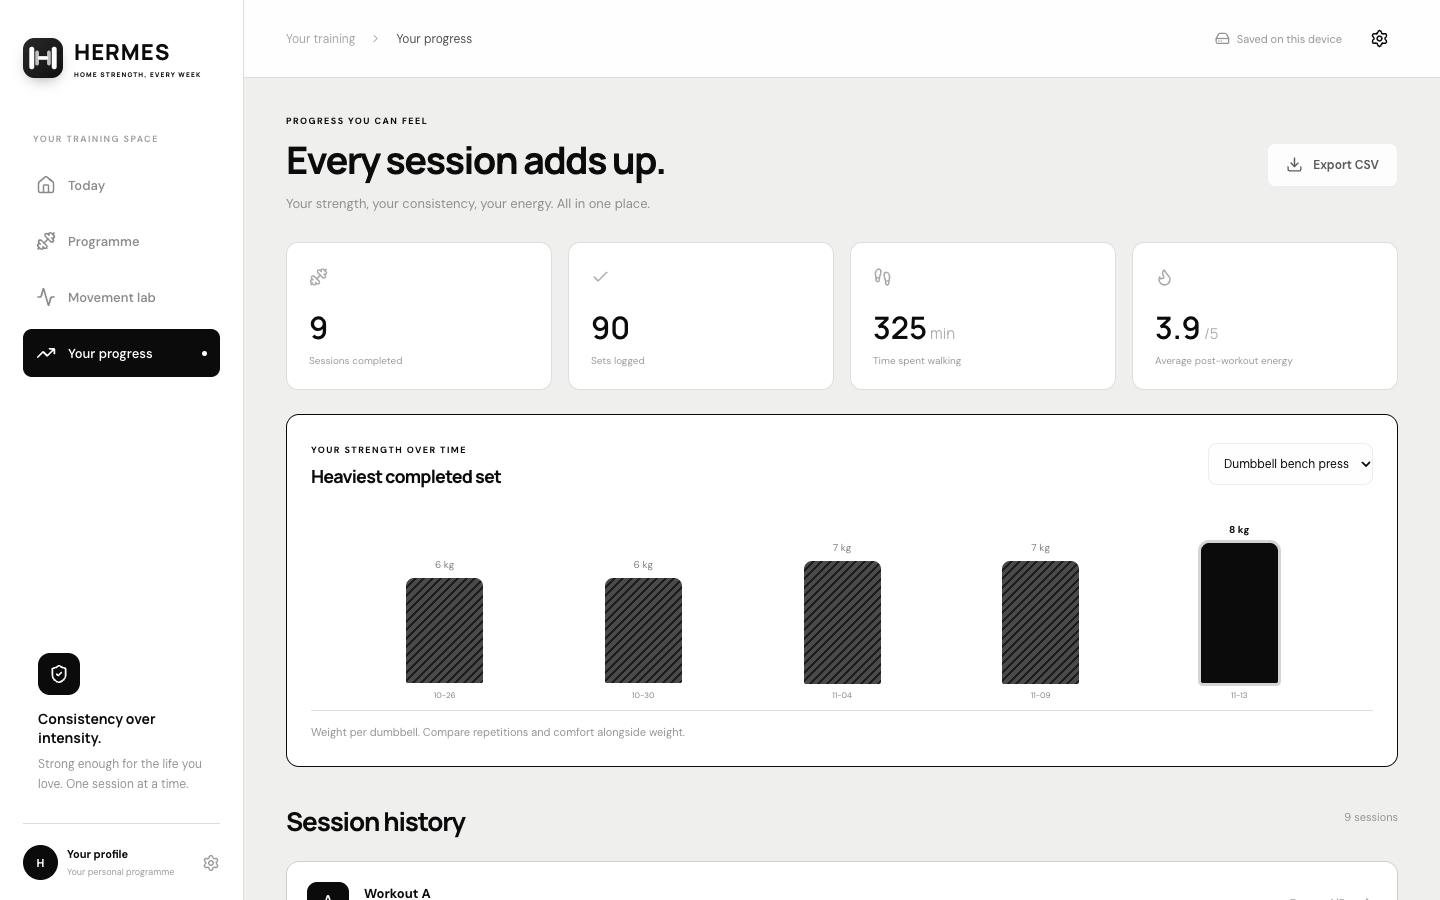 HERMES
HOME STRENGTH, EVERY WEEK
YOUR TRAINING SPACE
Today
Programme
Movement lab
Your progress
Consistency over
intensity.
Strong enough for the life you
love. One session at a time.
H
Your profile
Your personal programme
Your training
Your progress
Saved on this device
PROGRESS YOU CAN FEEL
Every session adds up.
Your strength, your consistency, your energy. All in one place.
Export CSV
9
Sessions completed
90
Sets logged
325 min
Time spent walking
3.9 /5
Average post-workout energy
YOUR STRENGTH OVER TIME
Heaviest completed set
Dumbbell bench press
6 kg
6 kg
7 kg
7 kg
8 kg
10-26
10-30
11-04
11-09
11-13
Weight per dumbbell. Compare repetitions and comfort alongside weight.
Session history
9 sessions
Workout A